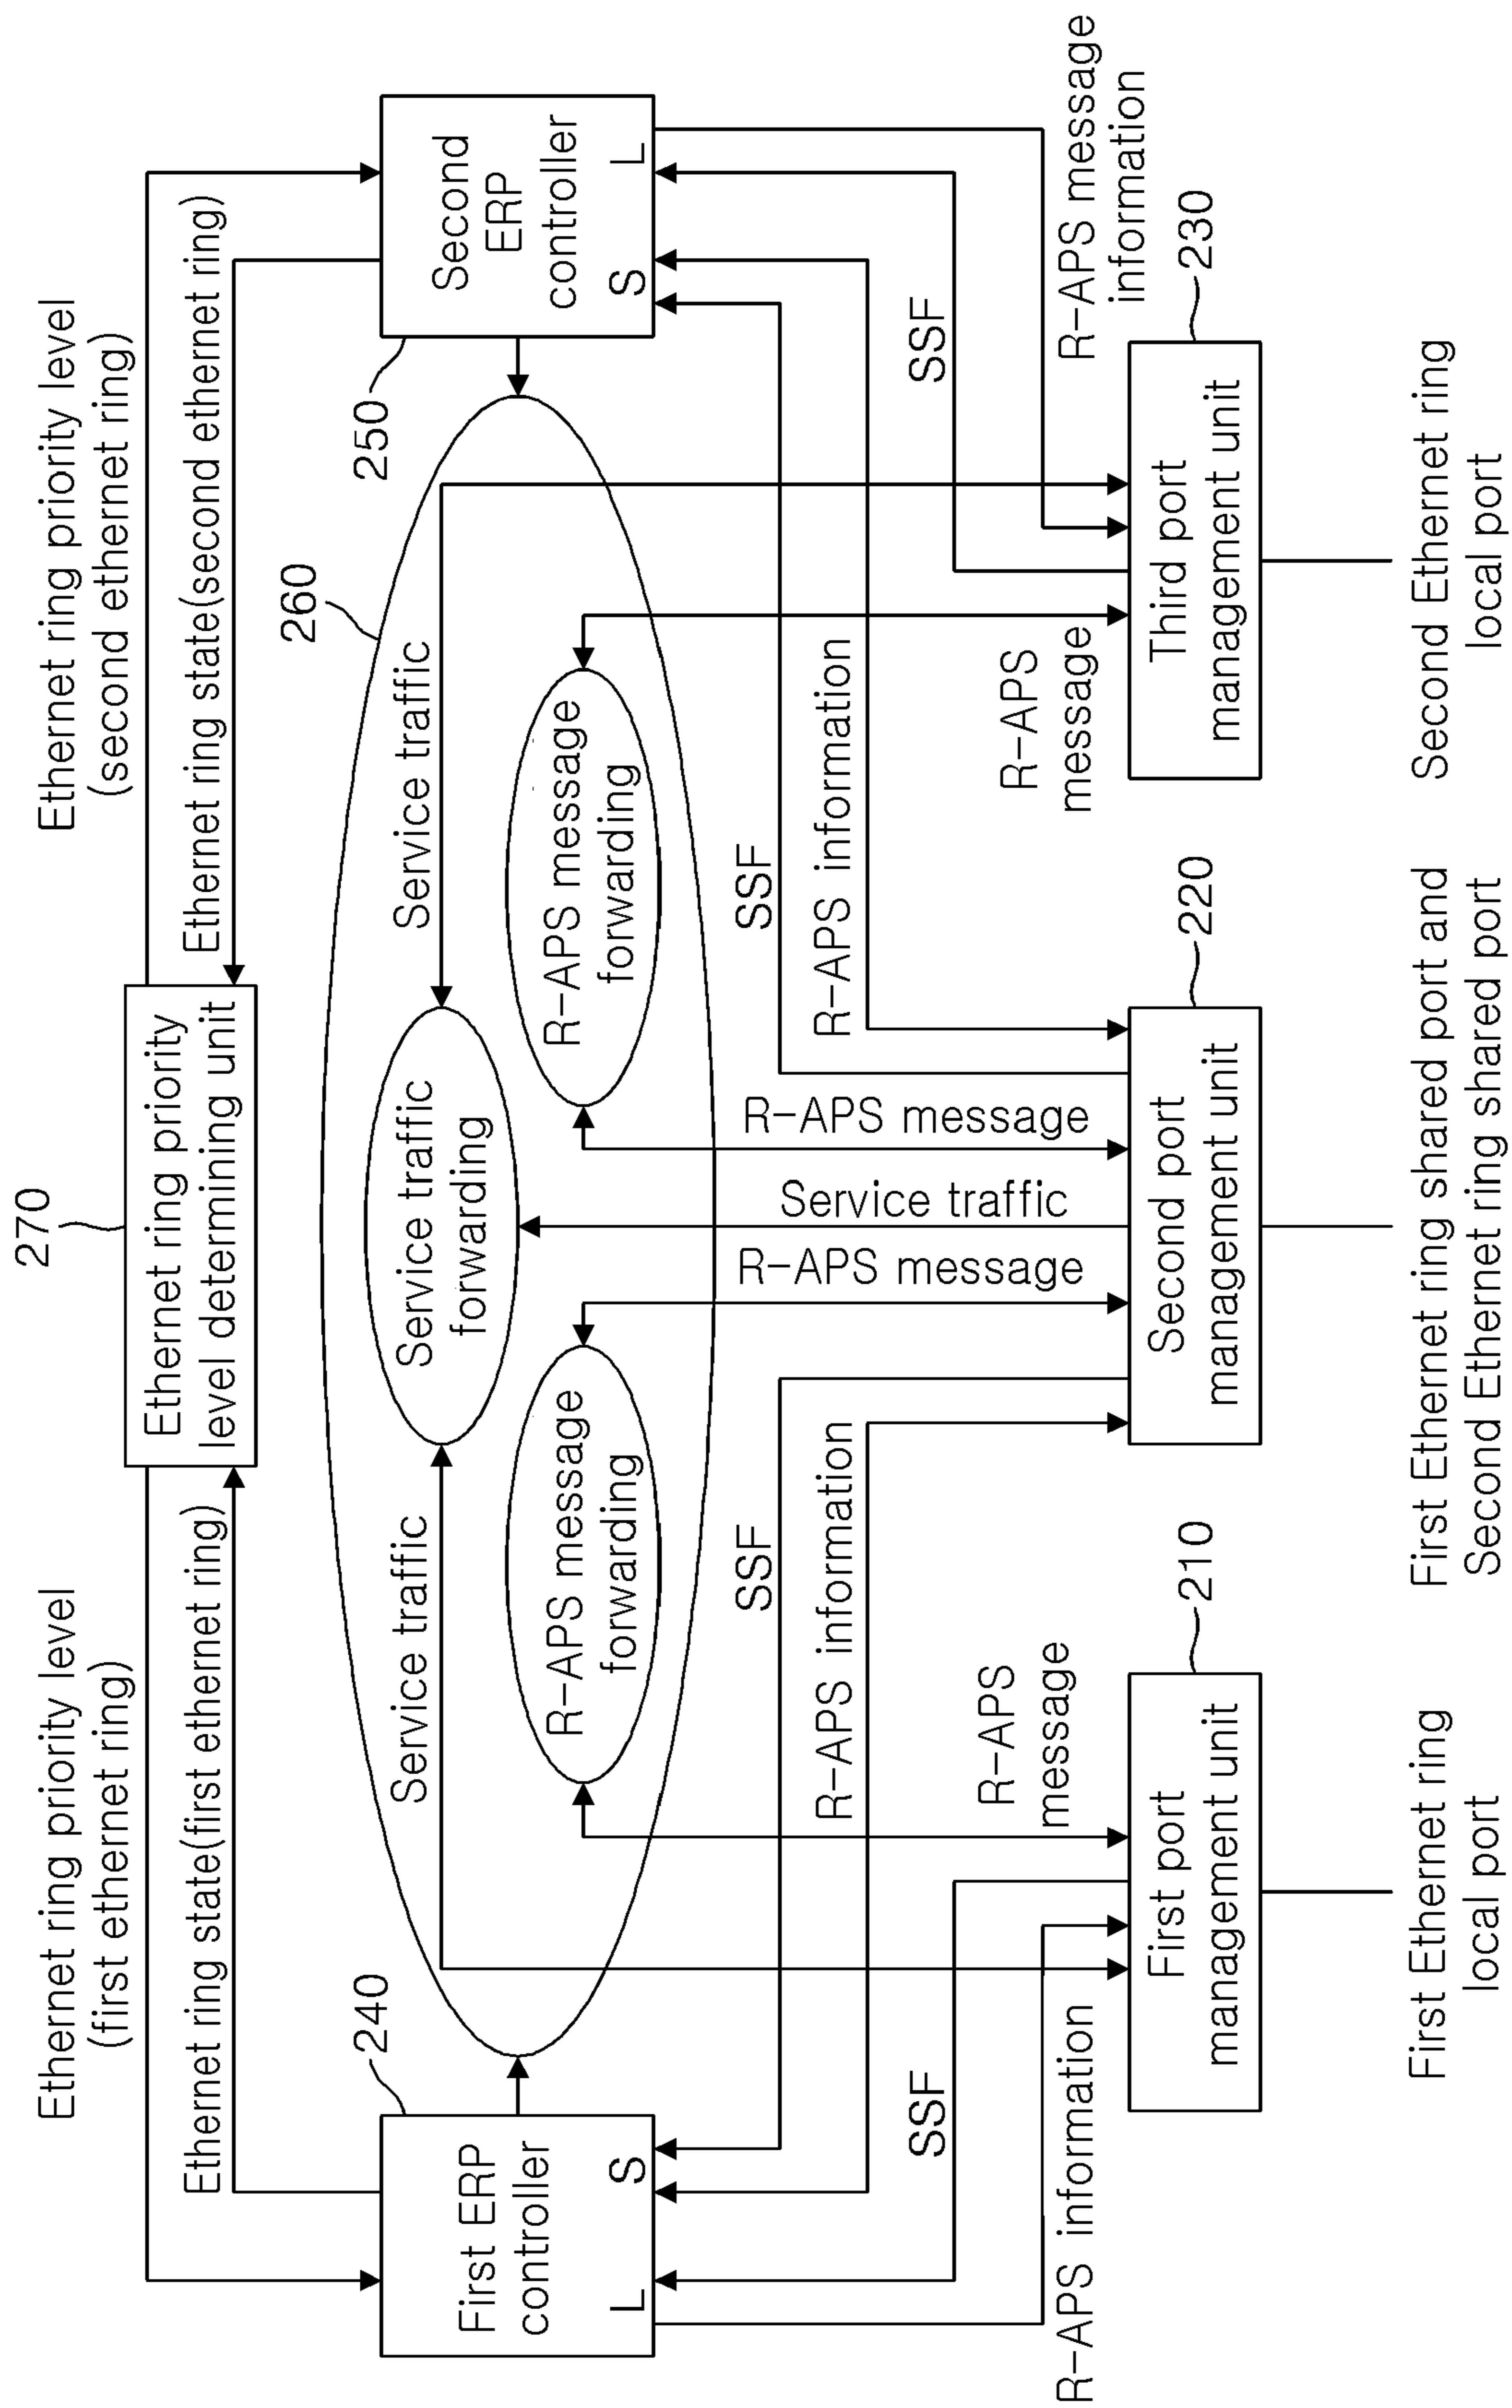 270
Ethernet ring priority level
(first ethernet ring)
Ethernet ring priority level
(second ethernet ring)
Ethernet ring priority
level determining unit
Ethernet ring state(first ethernet ring)
Ethernet ring state(second ethernet ring)
240
260
250
First ERP
controller
L
S
Second
ERP
controller
S
L
Service traffic
Service traffic
forwarding
Service traffic
R-APS message
forwarding
R-APS message
forwarding
SSF
R-APS message
Service traffic
R-APS message
SSF
R-APS information
R-APS information
SSF
R-APS
message
R-APS
message
SSF
R-APS information
R-APS message
information
210
220
230
First port
management unit
Second port
management unit
Third port
management unit
First Ethernet ring
local port
First Ethernet ring shared port and
Second Ethernet ring shared port
Second Ethernet ring
local port